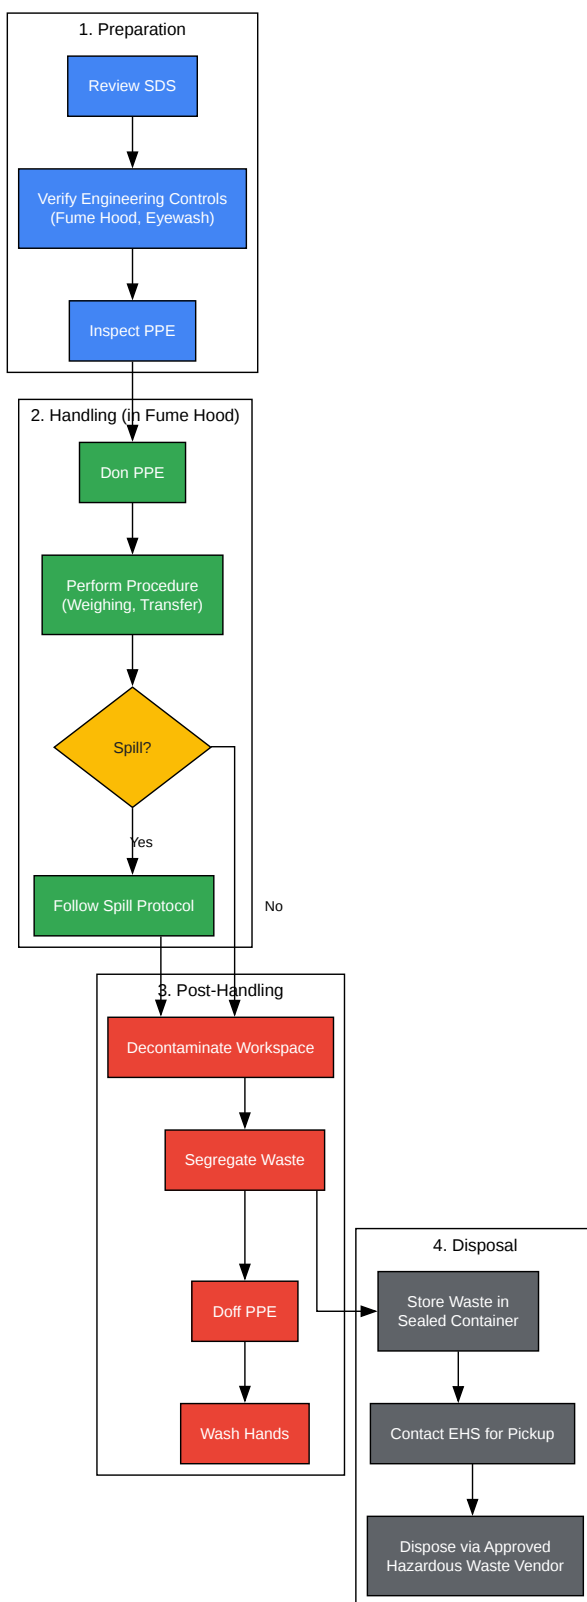 1. Preparation
Review SDS
Verify Engineering Controls
(Fume Hood, Eyewash)
Inspect PPE
2. Handling (in Fume Hood)
Don PPE
Perform Procedure
(Weighing, Transfer)
Spill?
Yes
Follow Spill Protocol
No
3. Post-Handling
Decontaminate Workspace
Segregate Waste
Doff PPE
Wash Hands
4. Disposal
Store Waste in
Sealed Container
Contact EHS for Pickup
Dispose via Approved
Hazardous Waste Vendor